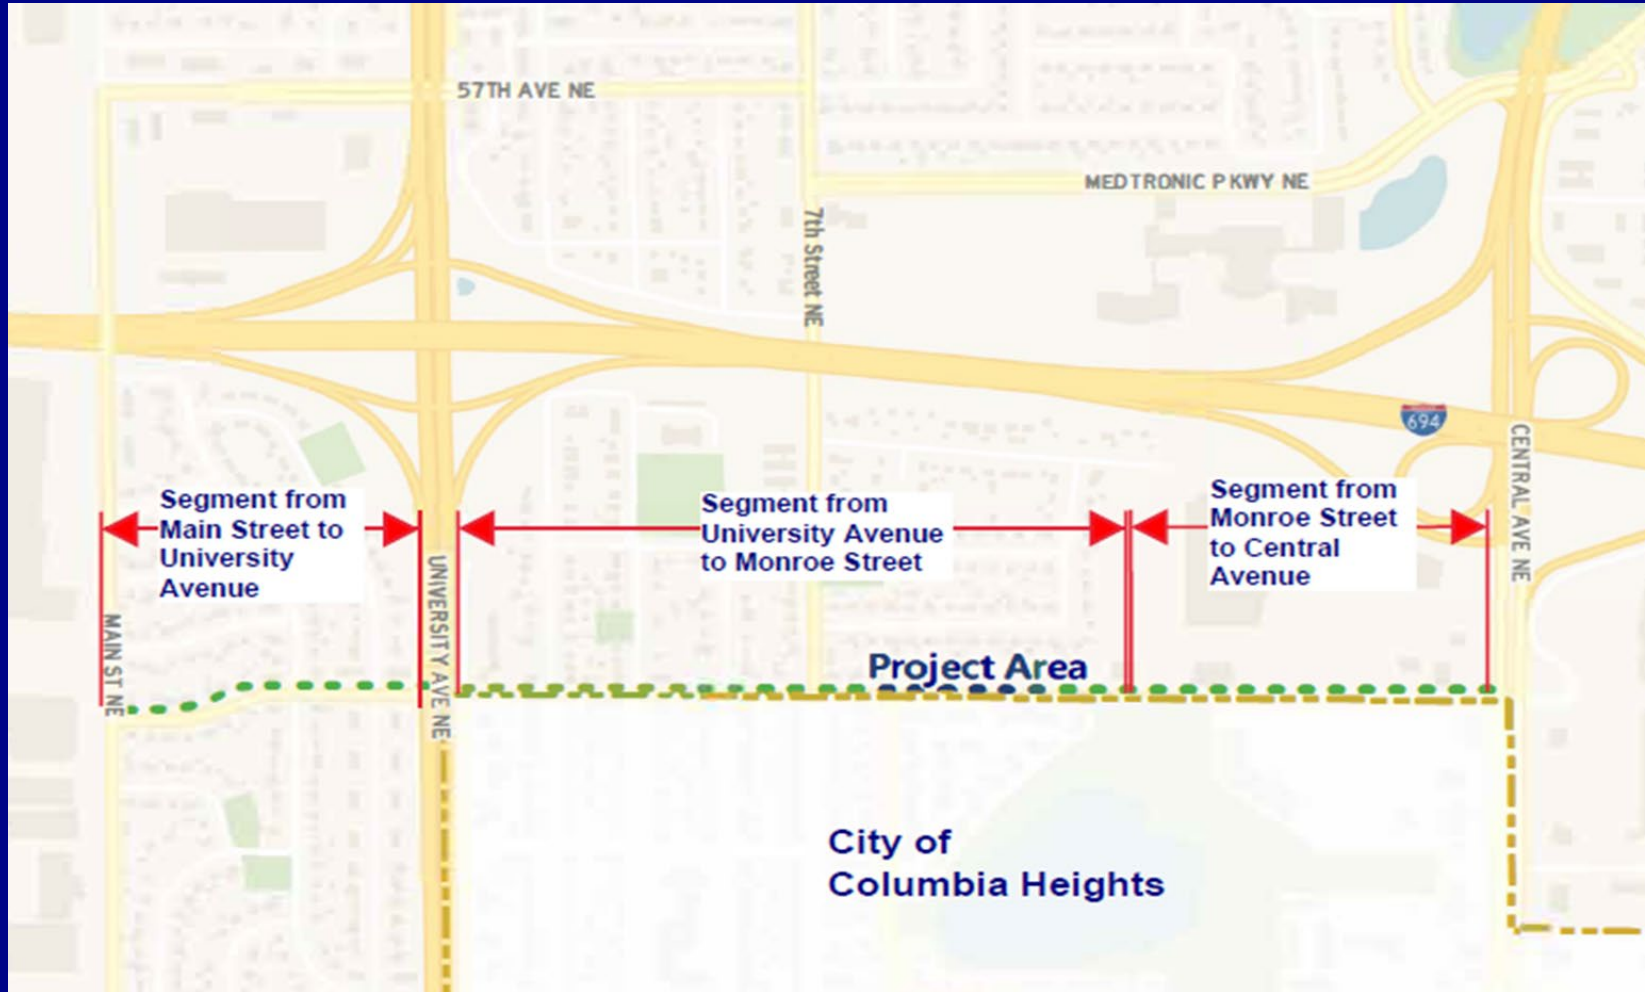 57TH AVE NE
MEDTRONIC PKWY NE
7th Street NE
694
CENTRAL AVE NE
Segment from
Main Street to
University
Avenue
Segment from
University Avenue
to Monroe Street
Segment from
Monroe Street
to Central
Avenue
UNIVERSITY AVE NE
MAIN ST NE
Project Area
City of
Columbia Heights